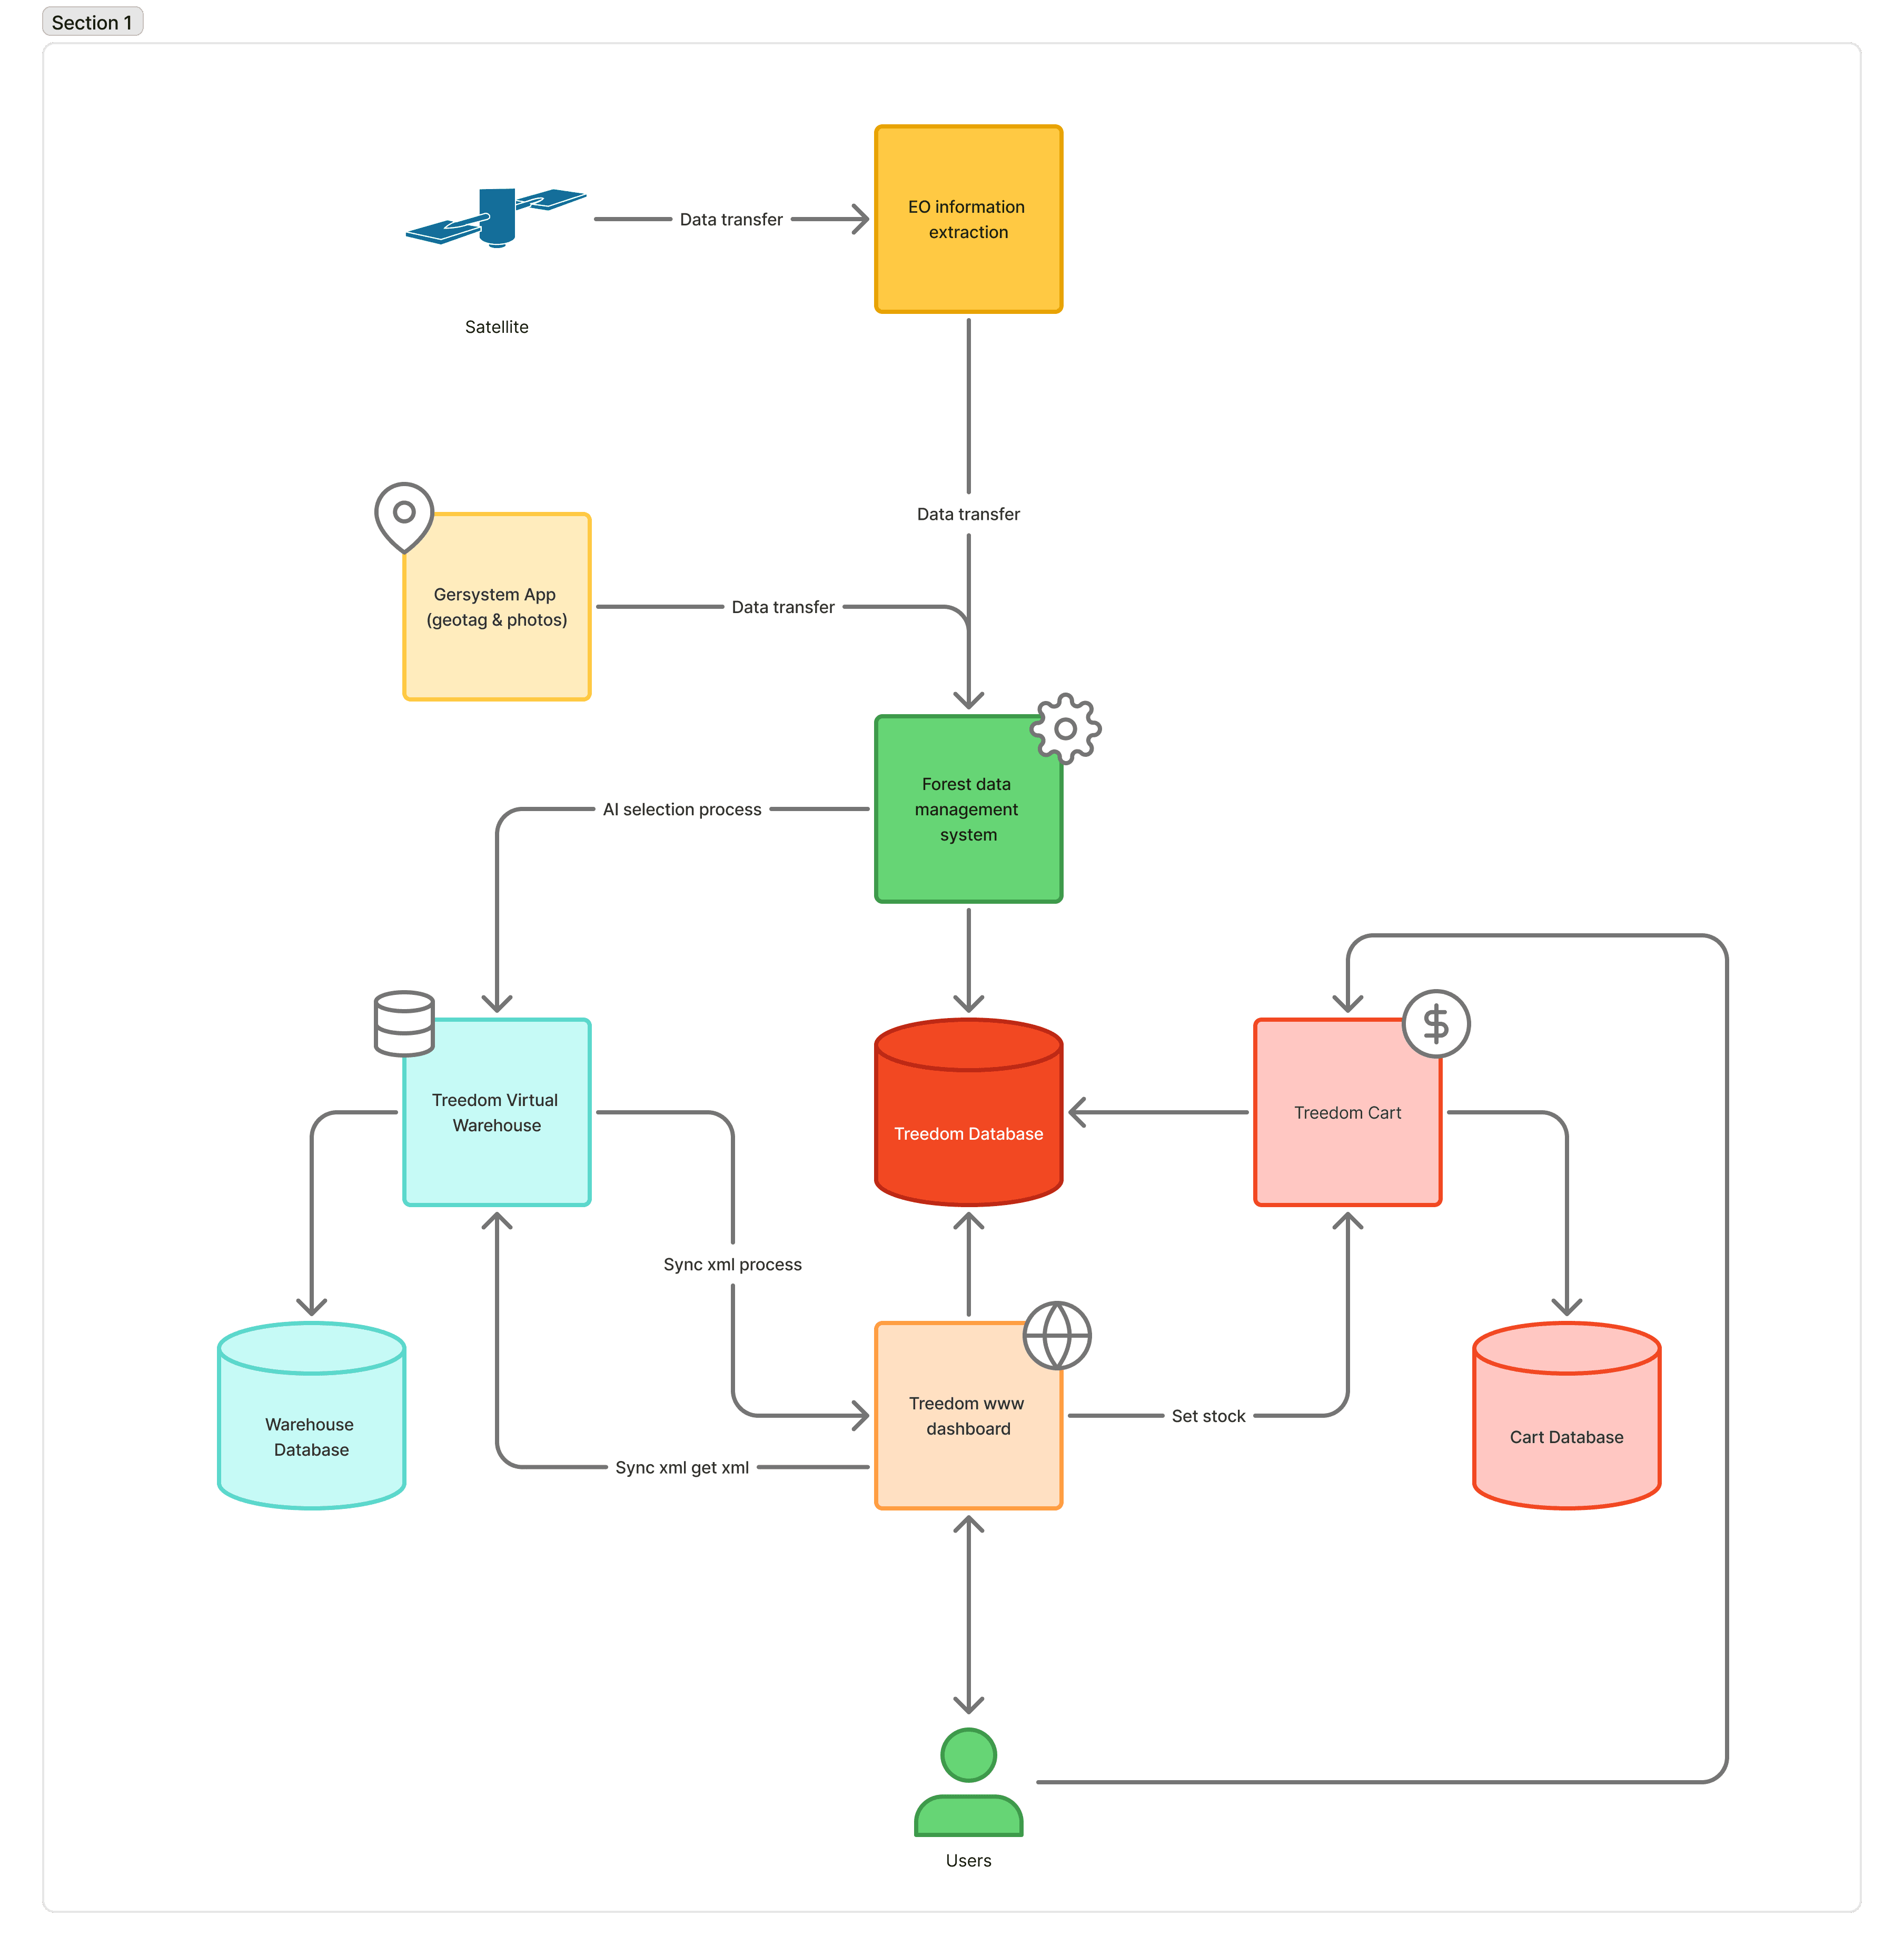 Section 1
Data transfer
EO information
extraction
Satellite
Data transfer
Gersystem App
(geotag & photos)
Data transfer
Forest data
management
system
AI selection process
Treedom Virtual
Warehouse
Treedom Database
Treedom Cart
Sync xml process
Treedom www
dashboard
Set stock
Warehouse
Database
Cart Database
Sync xml get xml
Users